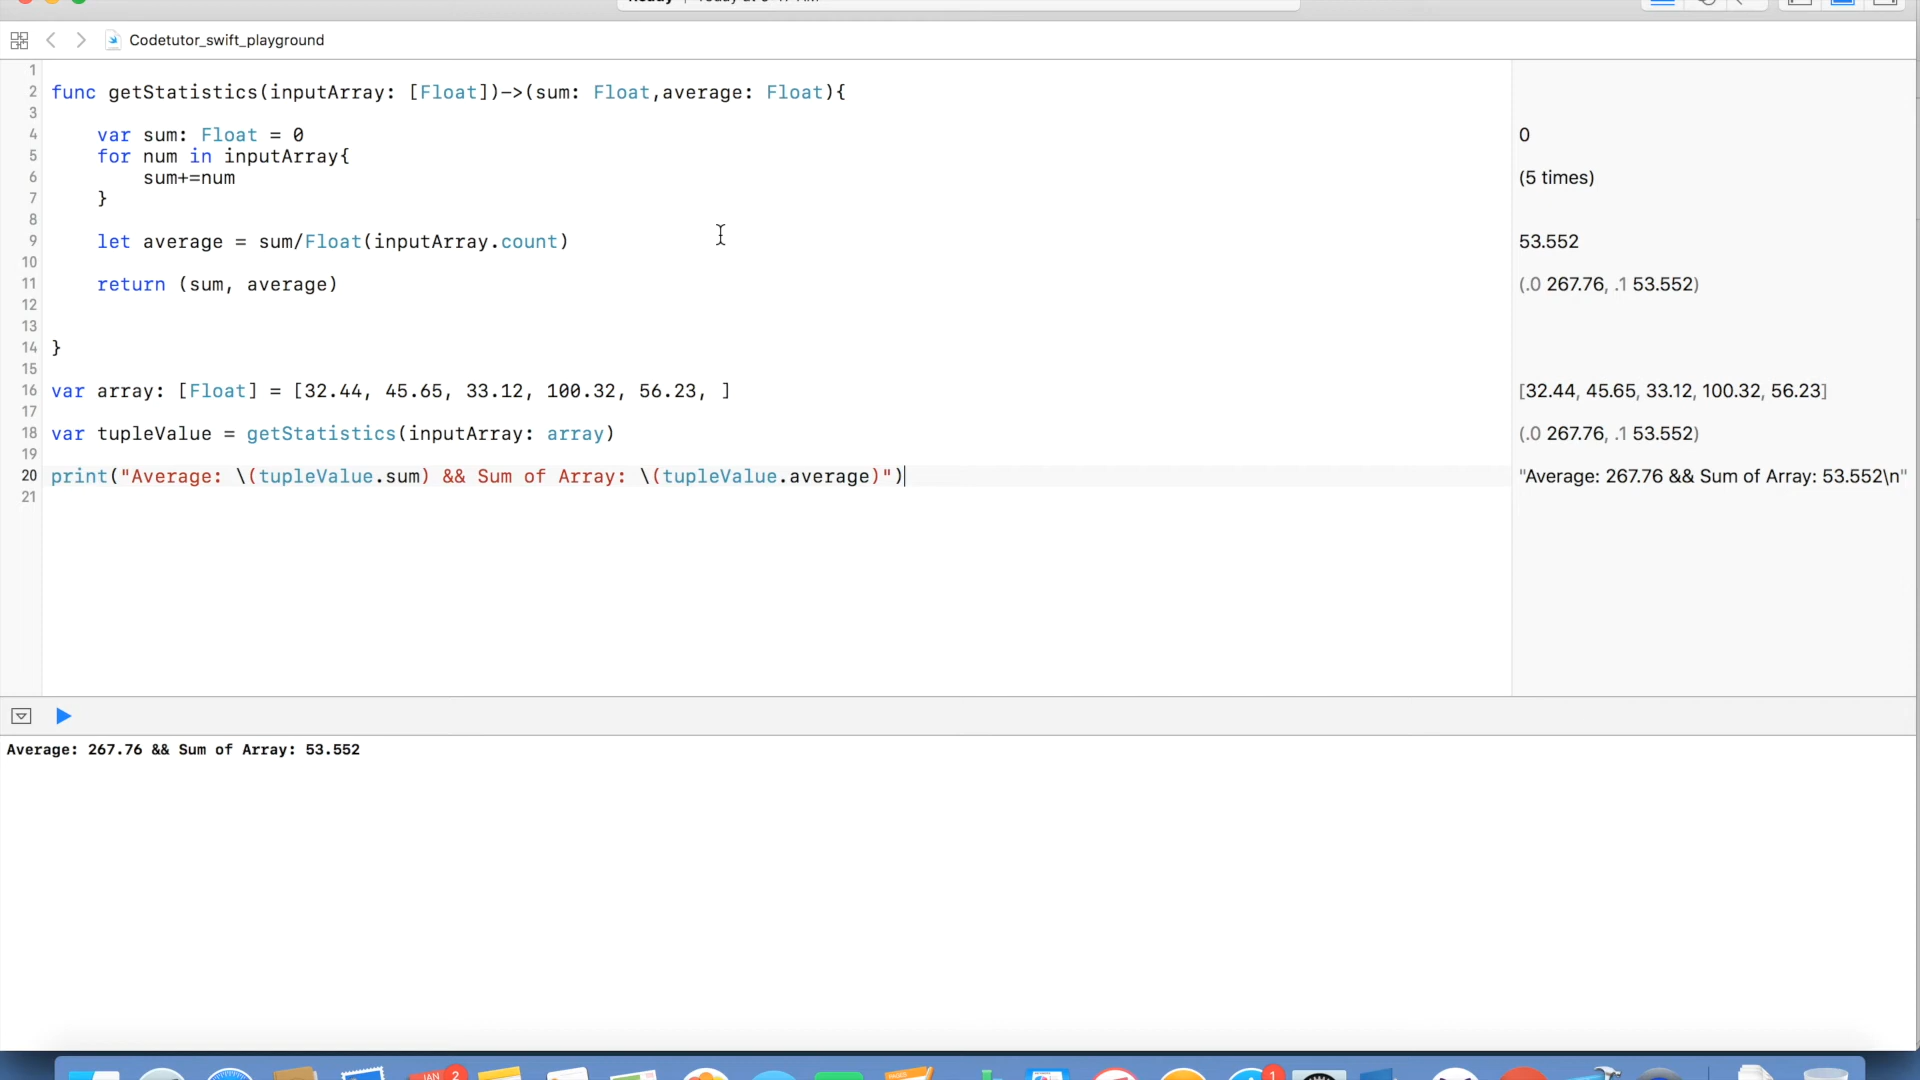 Codetutor_swift_playground
1
2 func getStatistics(inputArray: [Float])->(sum: Float,average: Float){
3
4 var sum: Float = 0 0
5 for num in inputArray{
6 sum+=num (5 times)
7 }
8
9 let average = sum/Float(inputArray.count) 53.552
10
11 return (sum, average) (.0 267.76, .1 53.552)
12
13
14 }
15
16 var array: [Float] = [32.44, 45.65, 33.12, 100.32, 56.23, ] [32.44, 45.65, 33.12, 100.32, 56.23]
17
18 var tupleValue = getStatistics(inputArray: array) (.0 267.76, .1 53.552)
19
20 print("Average: \(tupleValue.sum) && Sum of Array: \(tupleValue.average)") "Average: 267.76 && Sum of Array: 53.552\n"
21
Average: 267.76 && Sum of Array: 53.552
JAN 2
PAGES
1